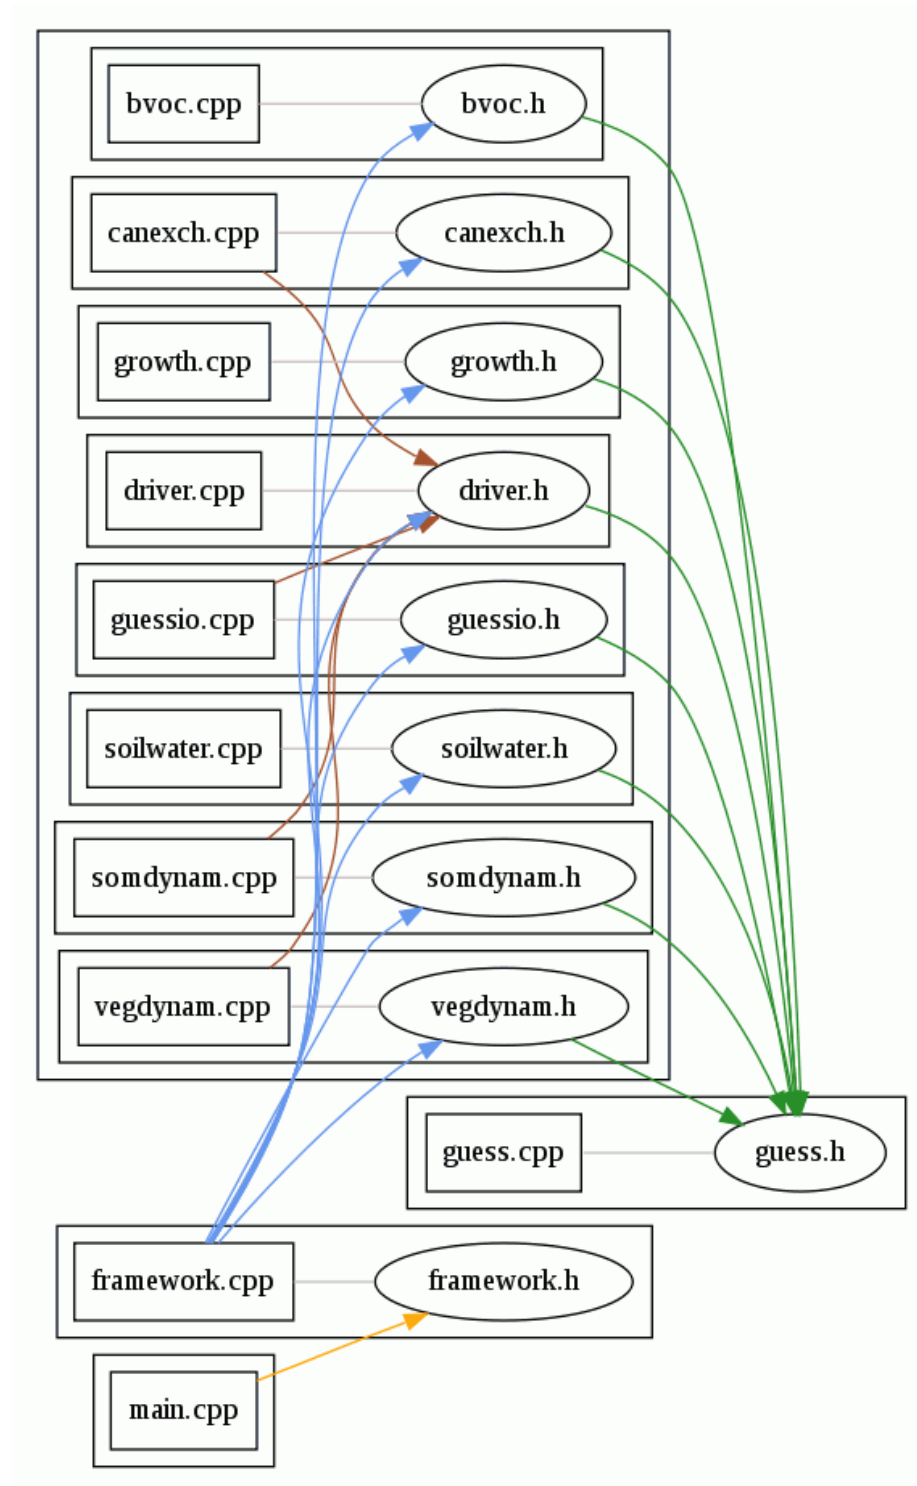 bvoc.cpp bvoc.h
canexch.cpp canexch.h
growth.cpp growth.h
driver.cpp driver.h
guessio.cpp guessio.h
soilwater.cpp soilwater.h
somdynam.cpp somdynam.h
vegdynam.cpp vegdynam.h
guess.cpp guess.h
framework.cpp framework.h
main.cpp